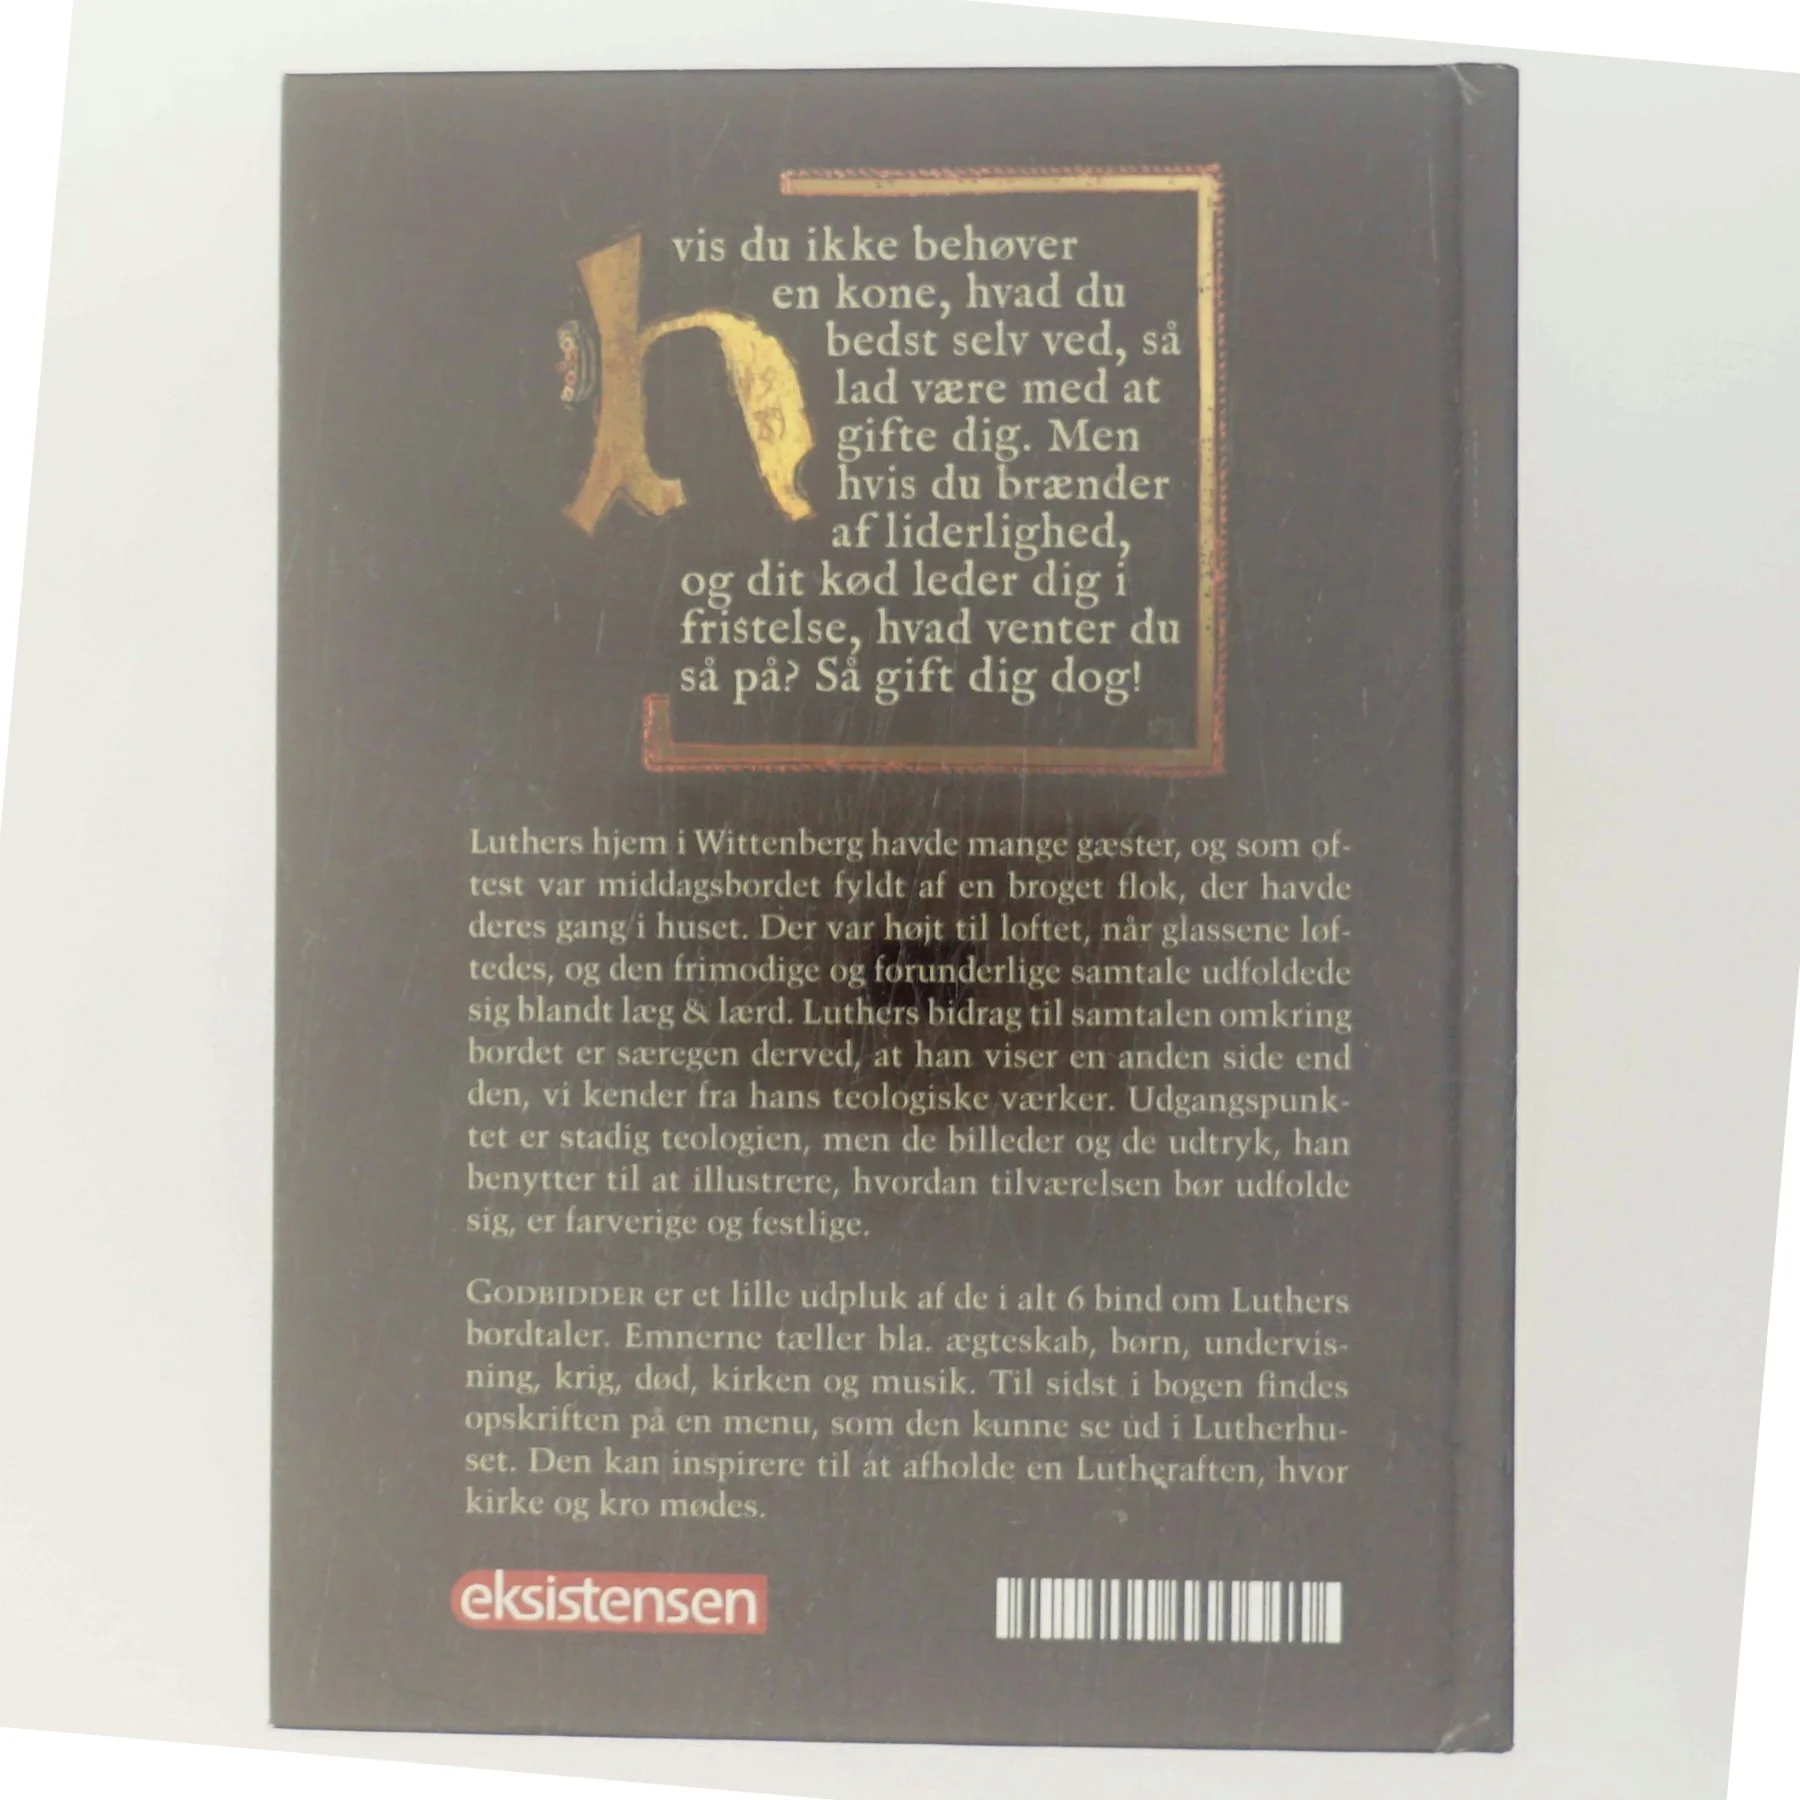 hvis du ikke behøver
en kone, hvad du
bedst selv ved, så
lad være med at
gifte dig. Men
hvis du brænder
af liderlighed,
og dit kød leder dig i
fristelse, hvad venter du
så på? Så gift dig dog!
Luthers hjem i Wittenberg havde mange gæster, og som of-
test var middagsbordet fyldt af en broget flok, der havde
deres gang i huset. Der var højt til loftet, når glassene løf-
tedes, og den frimodige og forunderlige samtale udfoldede
sig blandt læg & lærd. Luthers bidrag til samtalen omkring
bordet er særegen derved, at han viser en anden side end
den, vi kender fra hans teologiske værker. Udgangspunk-
tet er stadig teologien, men de billeder og de udtryk, han
benytter til at illustrere, hvordan tilværelsen bør udfolde
sig, er farverige og festlige.
GODBIDDER er et lille udpluk af de i alt 6 bind om Luthers
bordtaler. Emnerne tæller bla. ægteskab, børn, undervis-
ning, krig, død, kirken og musik. Til sidst i bogen findes
opskriften på en menu, som den kunne se ud i Lutherhu-
set. Den kan inspirere til at afholde en Lutheraften, hvor
kirke og kro mødes.
eksistensen